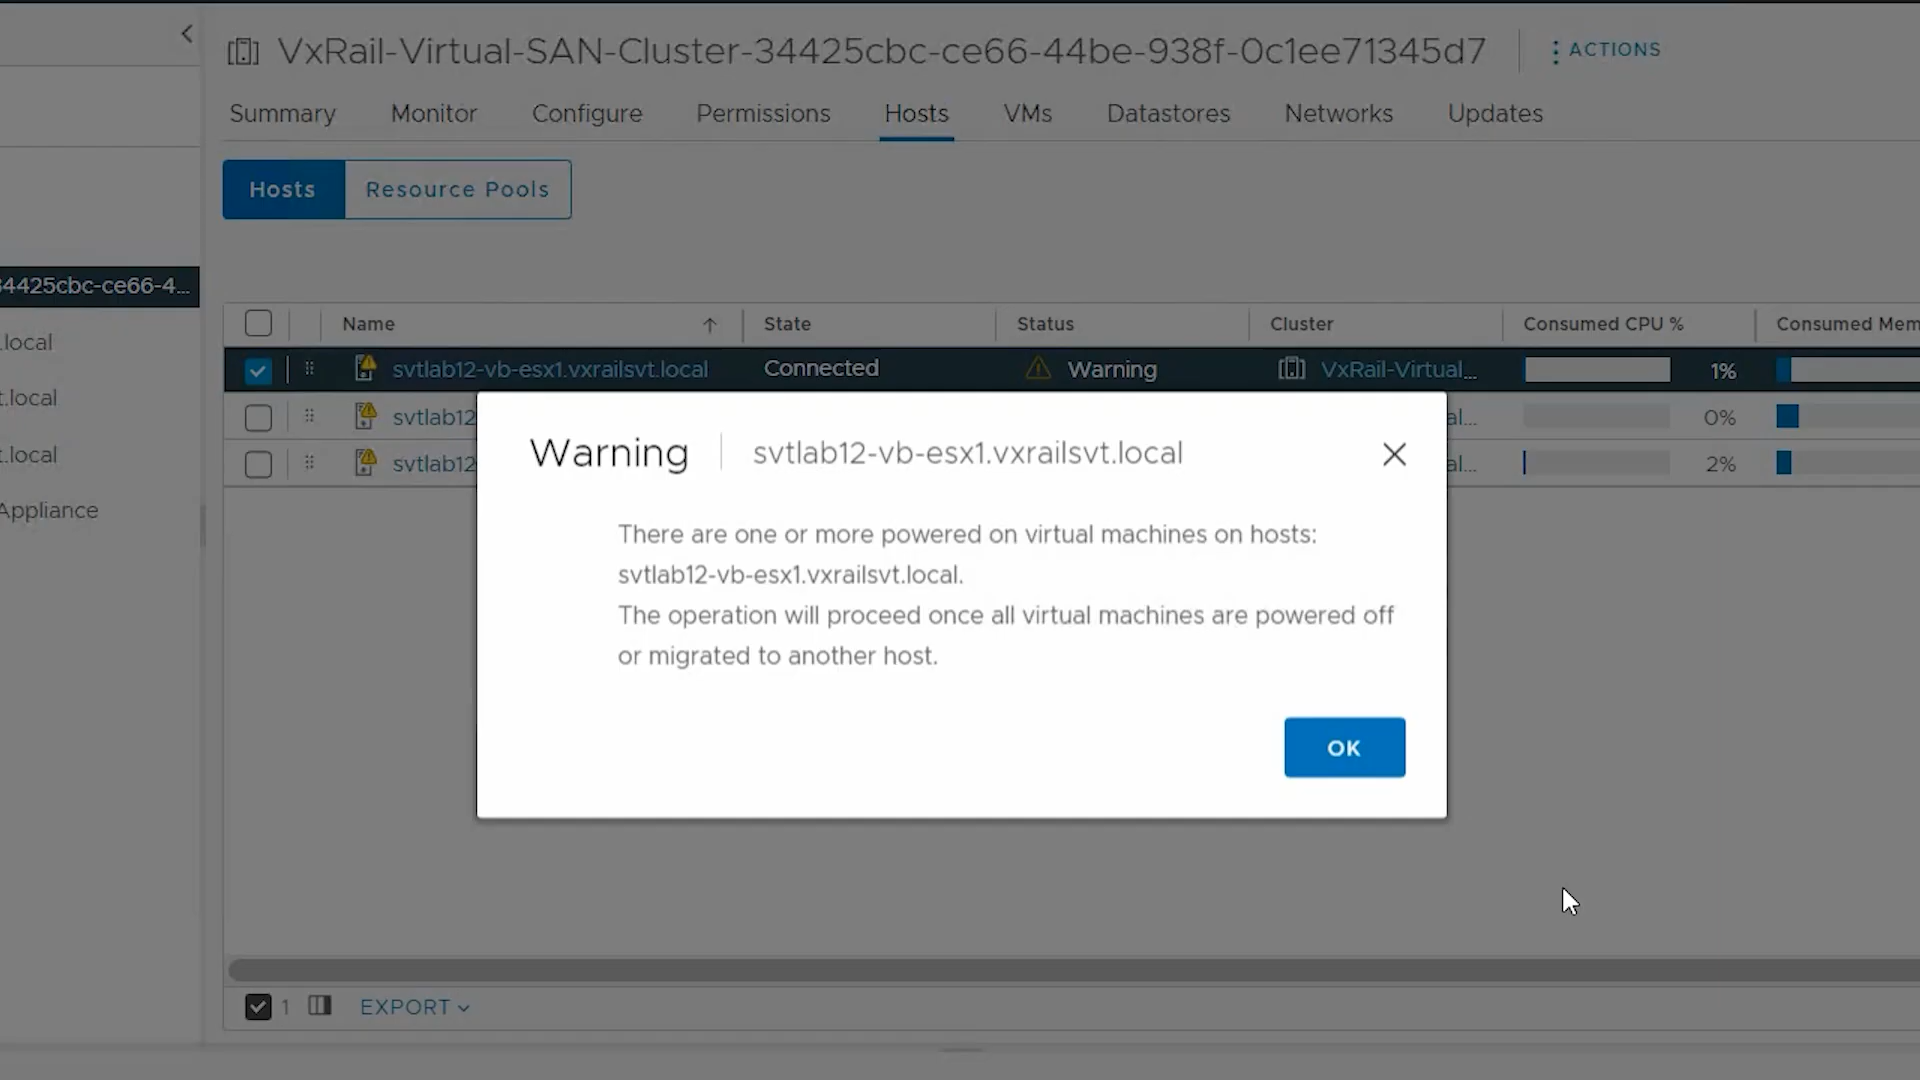 VxRail-Virtual-SAN-Cluster-34425cbc-ce66-44be-938f-0c1ee71345d7
ACTIONS
Summary Monitor Configure Permissions Hosts VMs Datastores Networks Updates
Hosts Resource Pools
34425cbc-ce66-4...
Name State Status Cluster Consumed CPU % Consumed Mem
.local
svtlab12-vb-esx1.vxrailsvt.local Connected Warning VxRail-Virtual... 1%
t.local
svtlab12 al... 0%
t.local
svtlab12 al... 2%
Appliance
Warning svtlab12-vb-esx1.vxrailsvt.local
There are one or more powered on virtual machines on hosts:
svtlab12-vb-esx1.vxrailsvt.local.
The operation will proceed once all virtual machines are powered off
or migrated to another host.
OK
1 EXPORT